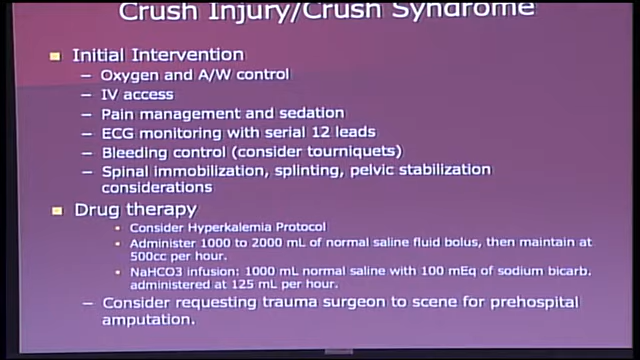 Crush Injury/Crush Syndrome
Initial Intervention
– Oxygen and A/W control
– IV access
– Pain management and sedation
– ECG monitoring with serial 12 leads
– Bleeding control (consider tourniquets)
– Spinal immobilization, splinting, pelvic stabilization
considerations
Drug therapy
• Consider Hyperkalemia Protocol
• Administer 1000 to 2000 mL of normal saline fluid bolus, then maintain at
500cc per hour.
• NaHCO3 infusion: 1000 mL normal saline with 100 mEq of sodium bicarb.
administered at 125 mL per hour.
– Consider requesting trauma surgeon to scene for prehospital
amputation.